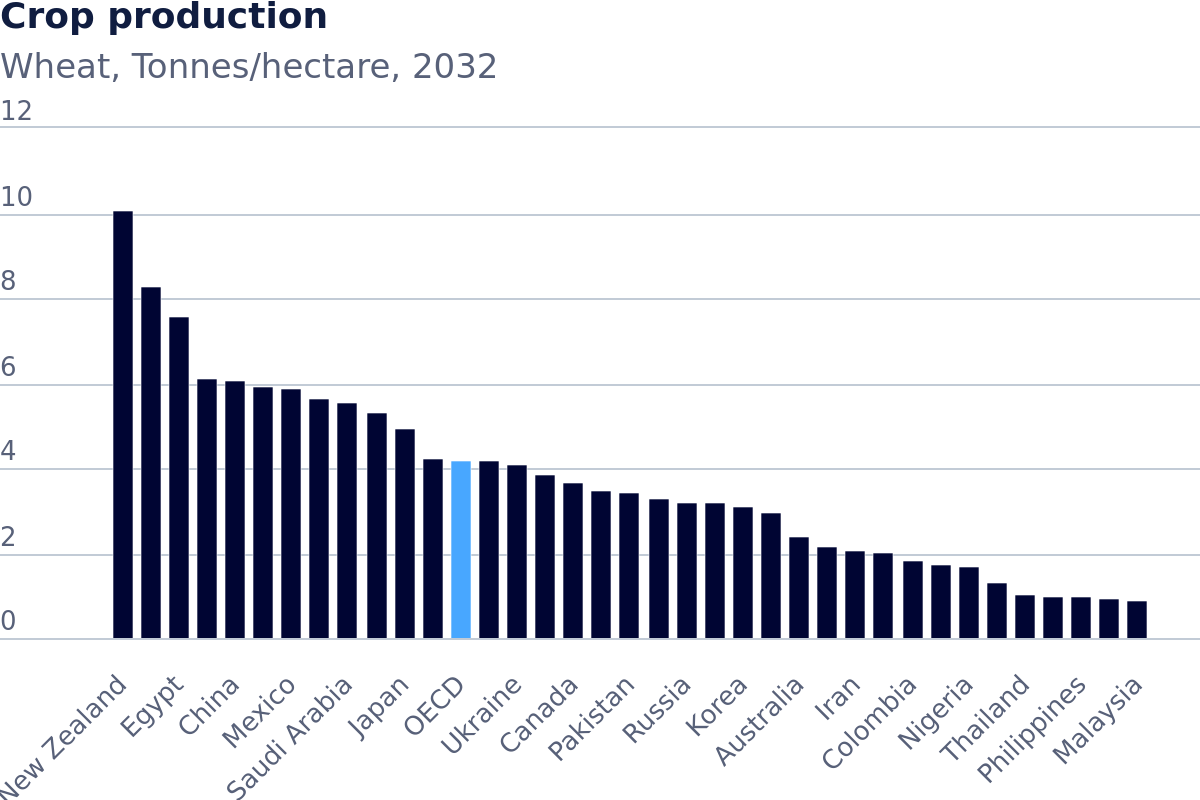 Crop production
Wheat, Tonnes/hectare, 2032
12
10
8
6
4
2
0
New Zealand
Egypt
China
Mexico
Saudi Arabia
Japan
OECD
Ukraine
Canada
Pakistan
Russia
Korea
Australia
Iran
Colombia
Nigeria
Thailand
Philippines
Malaysia